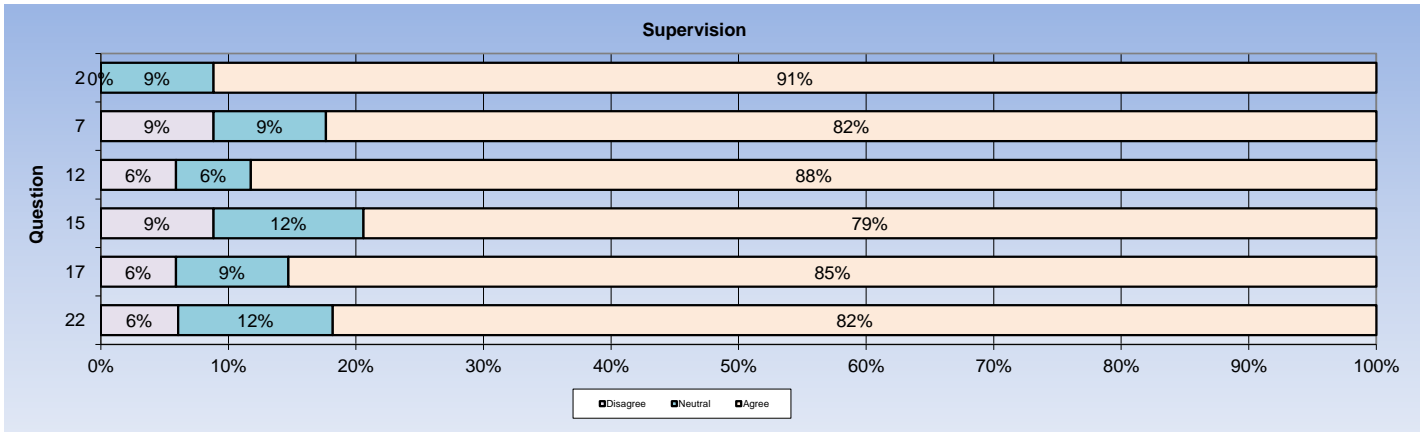 Supervision
Question
2 0% 9% 91%
7 9% 9% 82%
12 6% 6% 88%
15 9% 12% 79%
17 6% 9% 85%
22 6% 12% 82%
0% 10% 20% 30% 40% 50% 60% 70% 80% 90% 100%
Disagree Neutral Agree